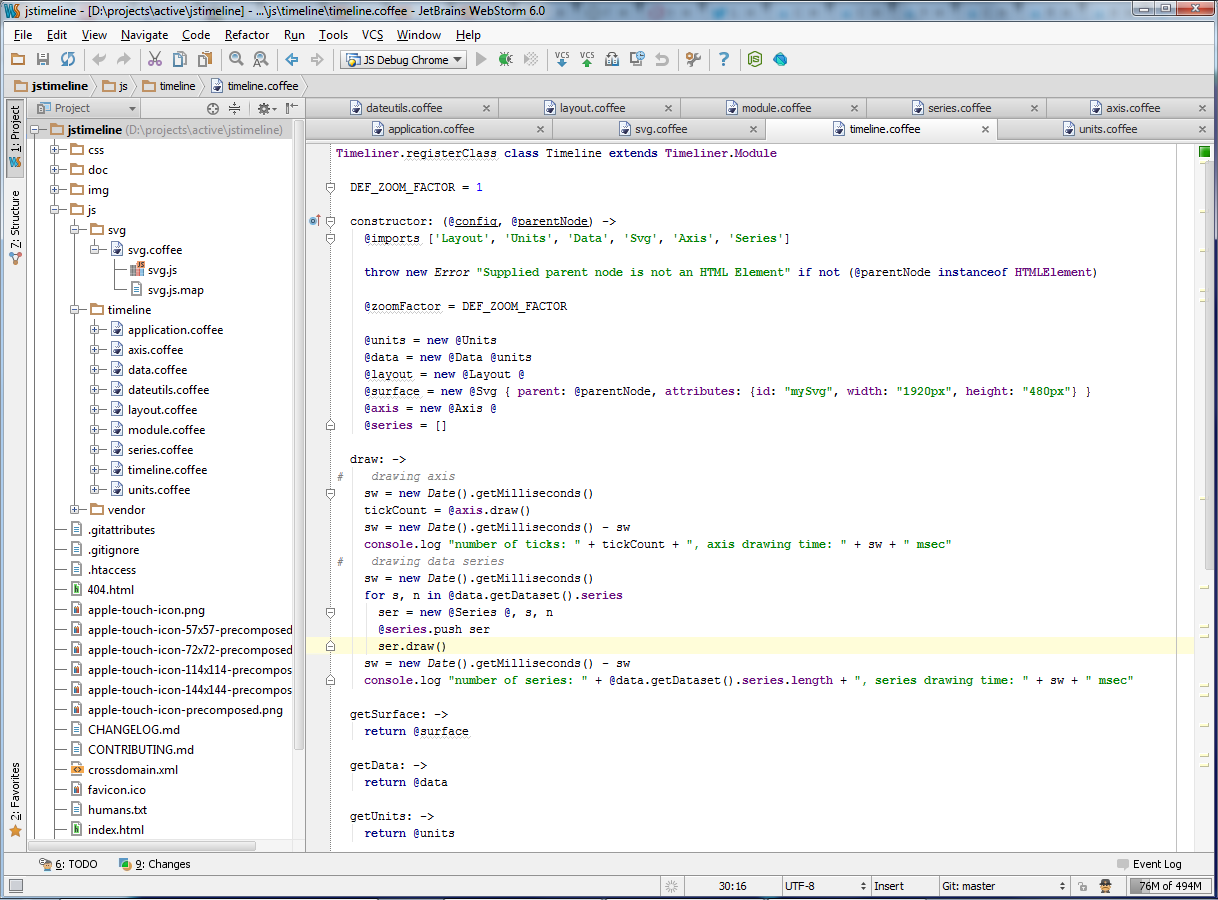 jstimeline - [D:\projects\active\jstimeline] - ...\js\timeline\timeline.coffee - JetBrains WebStorm 6.0
File Edit View Navigate Code Refactor Run Tools VCS Window Help
JS Debug Chrome
VCS VCS
jstimeline js timeline timeline.coffee
1: Project
Z: Structure
2: Favorites
Project
jstimeline (D:\projects\active\jstimeline)
css
doc
img
js
svg
svg.coffee
svg.js
svg.js.map
timeline
application.coffee
axis.coffee
data.coffee
dateutils.coffee
layout.coffee
module.coffee
series.coffee
timeline.coffee
units.coffee
vendor
.gitattributes
.gitignore
.htaccess
404.html
apple-touch-icon.png
apple-touch-icon-57x57-precomposed
apple-touch-icon-72x72-precomposed
apple-touch-icon-114x114-precompos
apple-touch-icon-144x144-precompos
apple-touch-icon-precomposed.png
CHANGELOG.md
CONTRIBUTING.md
crossdomain.xml
favicon.ico
humans.txt
index.html
dateutils.coffee layout.coffee module.coffee series.coffee axis.coffee
application.coffee svg.coffee timeline.coffee units.coffee
Timeliner.registerClass class Timeline extends Timeliner.Module
DEF_ZOOM_FACTOR = 1
constructor: (@config, @parentNode) ->
@imports ['Layout', 'Units', 'Data', 'Svg', 'Axis', 'Series']
throw new Error "Supplied parent node is not an HTML Element" if not (@parentNode instanceof HTMLElement)
@zoomFactor = DEF_ZOOM_FACTOR
@units = new @Units
@data = new @Data @units
@layout = new @Layout @
@surface = new @Svg { parent: @parentNode, attributes: {id: "mySvg", width: "1920px", height: "480px"} }
@axis = new @Axis @
@series = []
draw: ->
# drawing axis
sw = new Date().getMilliseconds()
tickCount = @axis.draw()
sw = new Date().getMilliseconds() - sw
console.log "number of ticks: " + tickCount + ", axis drawing time: " + sw + " msec"
# drawing data series
sw = new Date().getMilliseconds()
for s, n in @data.getDataset().series
ser = new @Series @, s, n
@series.push ser
ser.draw()
sw = new Date().getMilliseconds() - sw
console.log "number of series: " + @data.getDataset().series.length + ", series drawing time: " + sw + " msec"
getSurface: ->
return @surface
getData: ->
return @data
getUnits: ->
return @units
6: TODO 9: Changes Event Log
30:16 UTF-8 Insert Git: master 76M of 494M